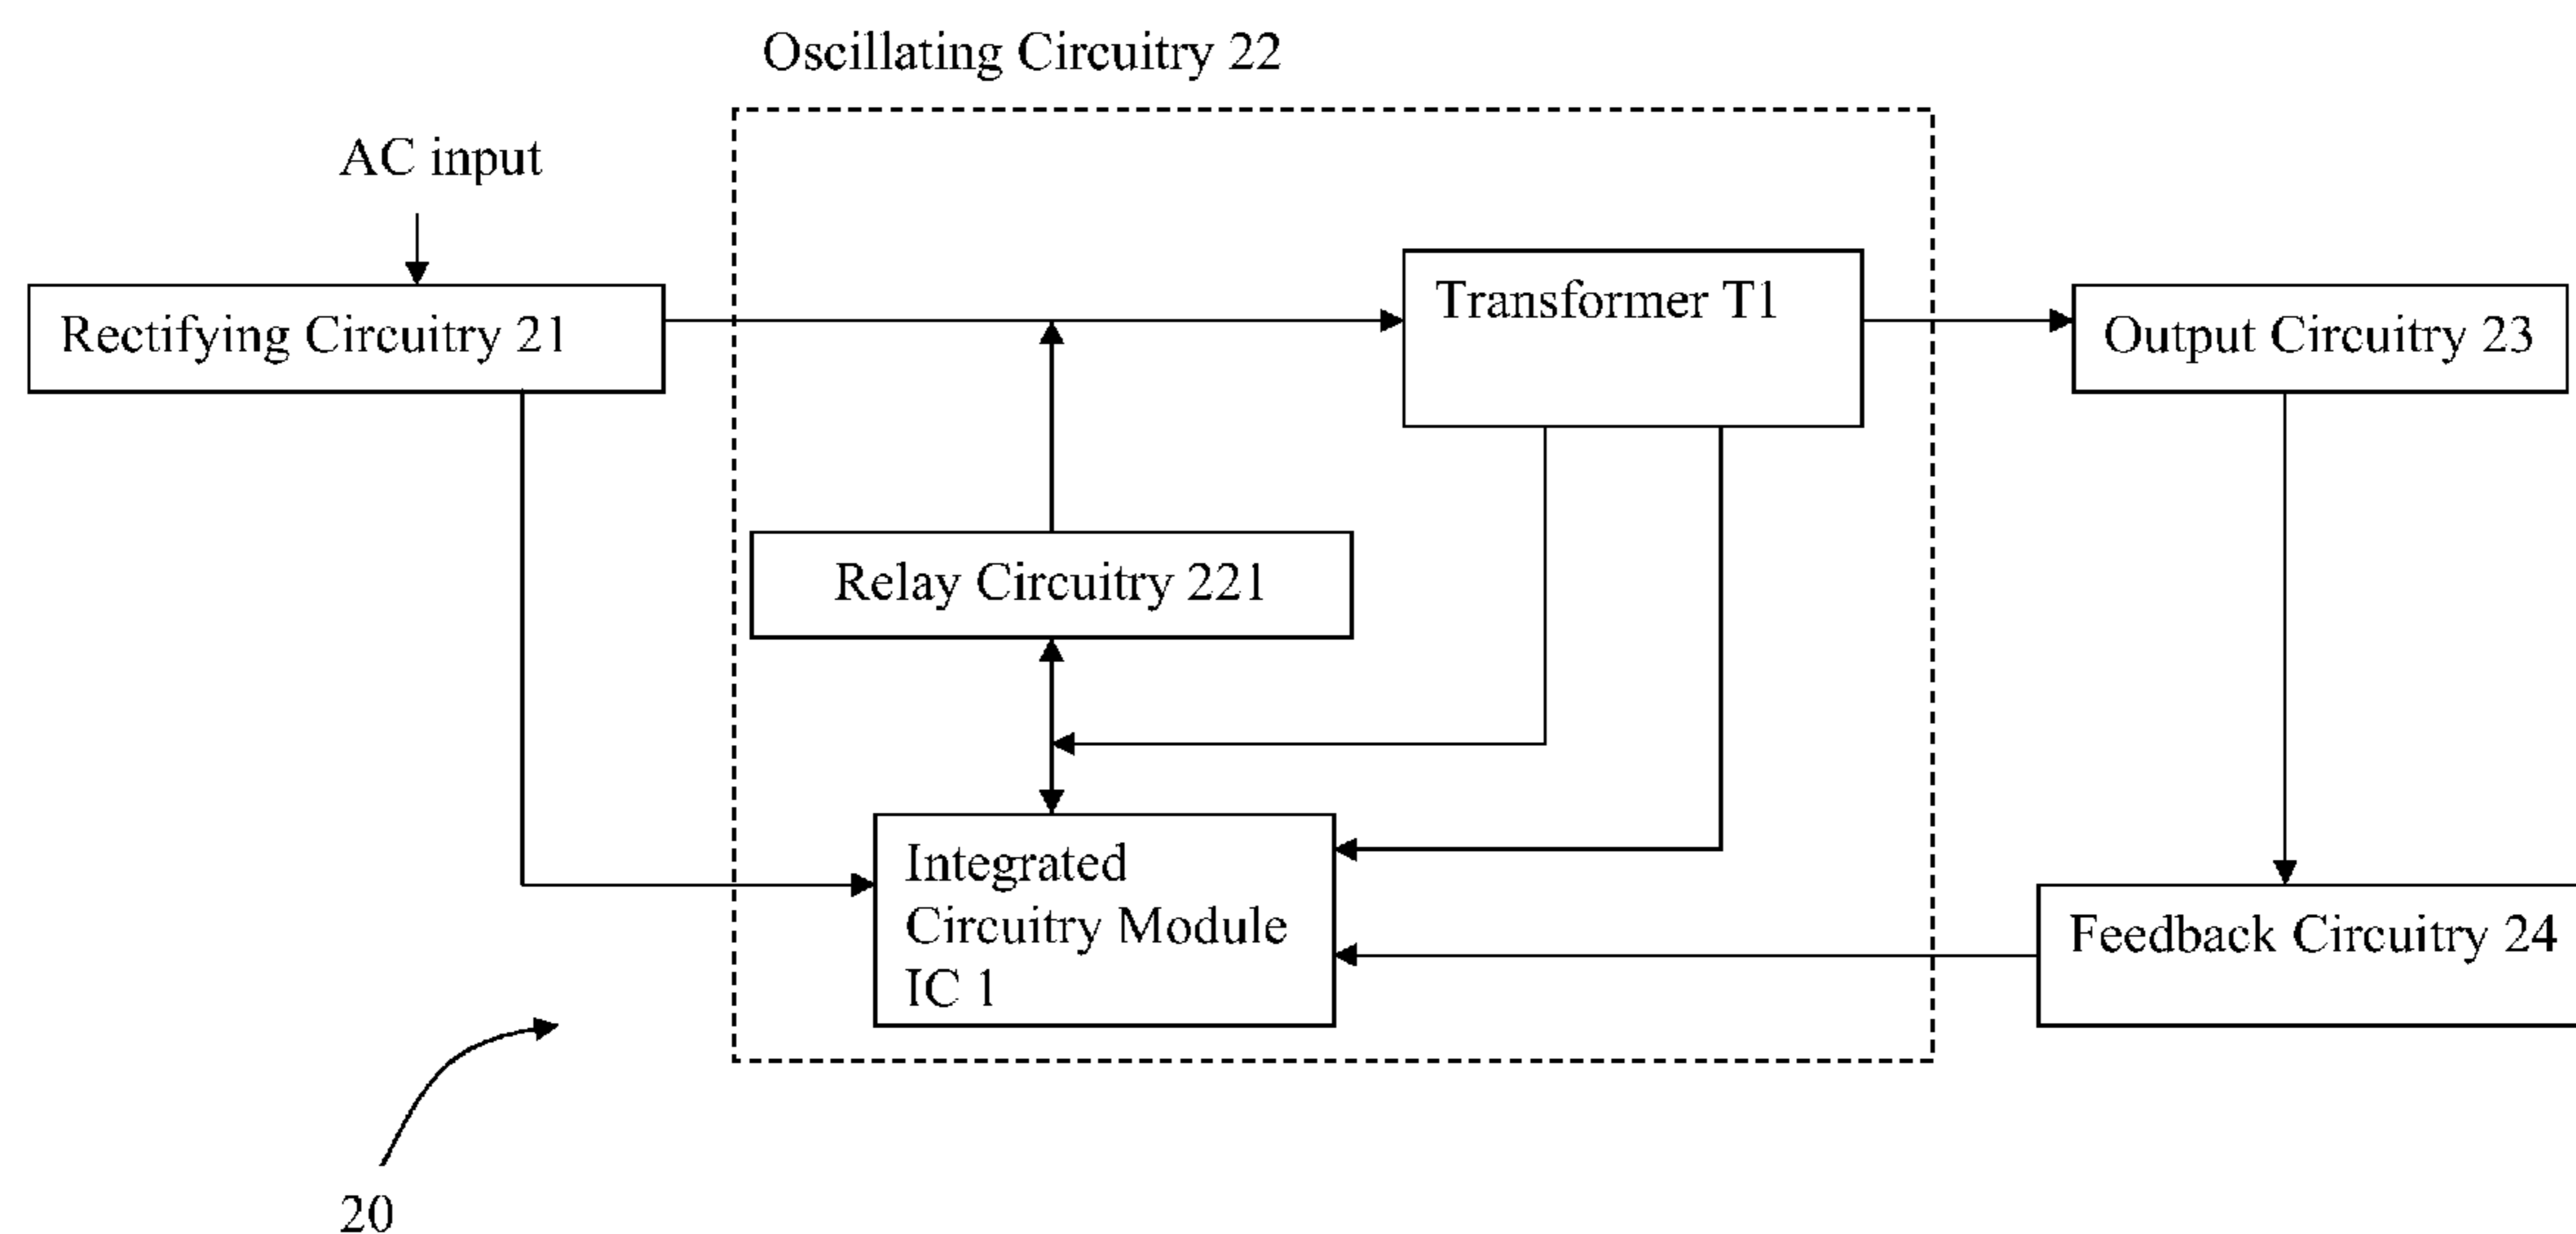 Oscillating Circuitry 22
AC input
Rectifying Circuitry 21
Transformer T1
Output Circuitry 23
Relay Circuitry 221
Integrated
Circuitry Module
IC 1
Feedback Circuitry 24
20